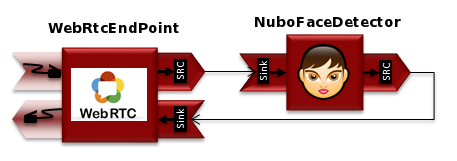 WebRtcEndPoint
NuboFaceDetector
SRC
Sink
SRC
WebRTC
Sink